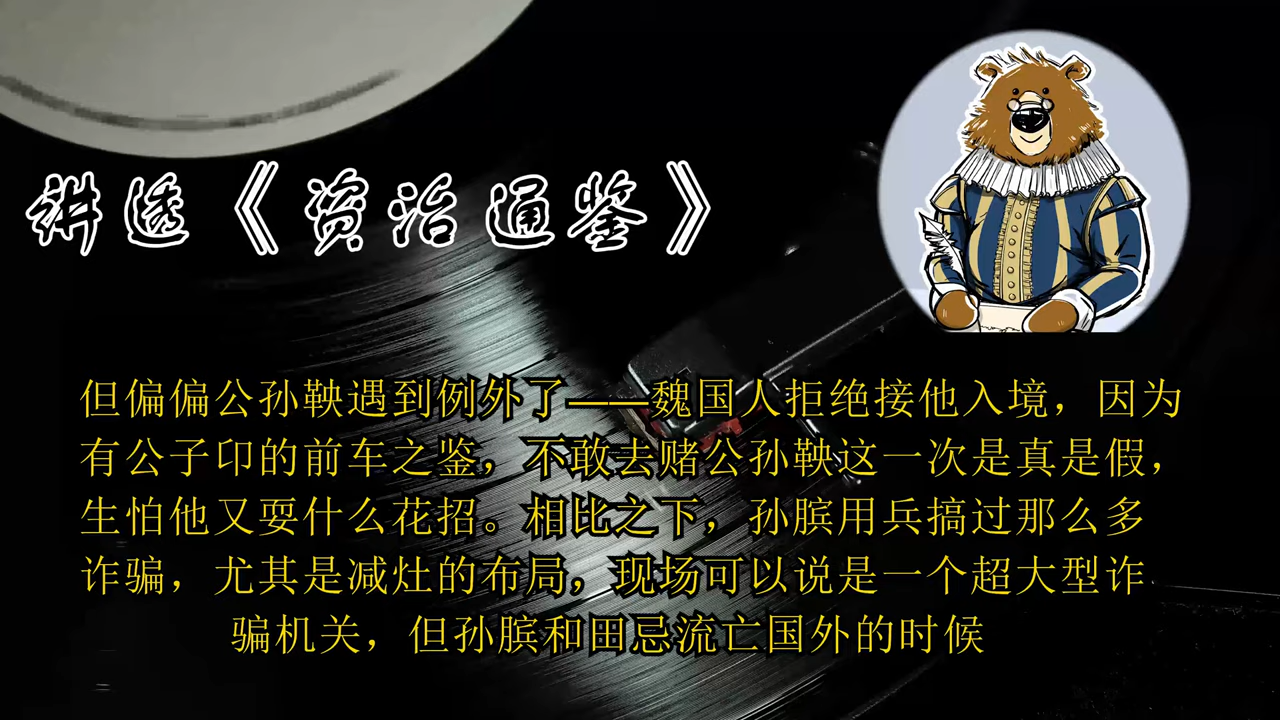 讲透《资治通鉴》
但偏偏公孙鞅遇到例外了——魏国人拒绝接他入境，因为
有公子卬的前车之鉴，不敢去赌公孙鞅这一次是真是假，
生怕他又耍什么花招。相比之下，孙膑用兵搞过那么多
诈骗，尤其是减灶的布局，现场可以说是一个超大型诈
骗机关，但孙膑和田忌流亡国外的时候